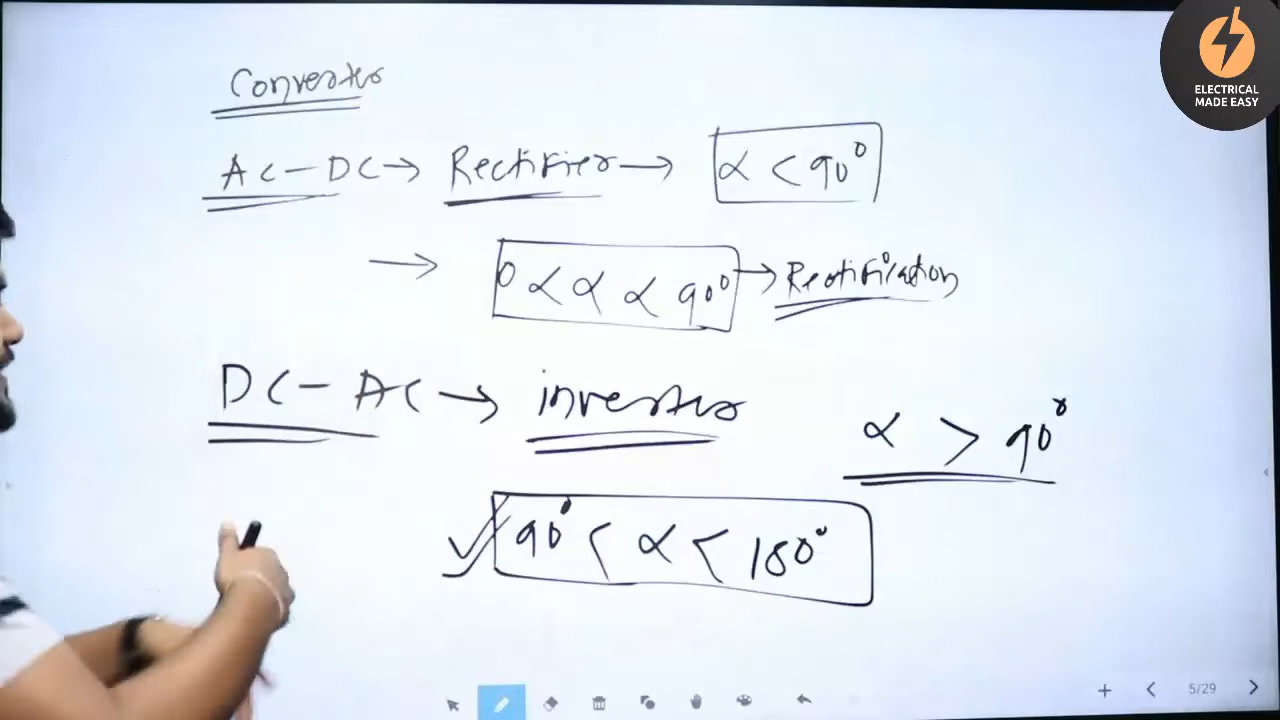 Converter
AC - DC → Rectifier → α < 90°
→ 0 < α < 90° → Rectification
DC - AC → inverter
α > 90°
90° < α < 180°
5/29
ELECTRICAL
MADE EASY